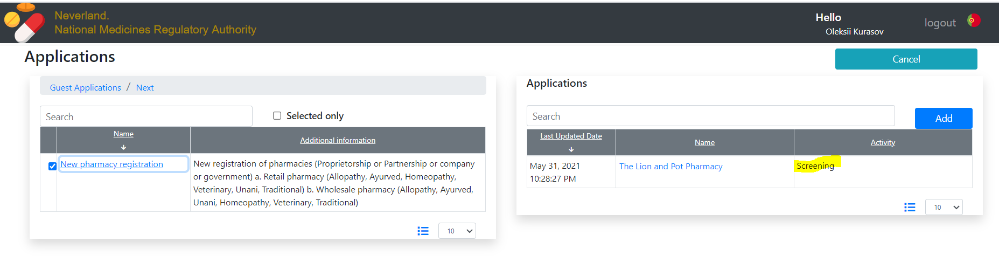 Neverland.
National Medicines Regulatory Authority
Hello
Oleksii Kurasov
logout
Applications
Cancel
Guest Applications / Next
Search
Selected only
Name
Additional information
New pharmacy registration
New registration of pharmacies (Proprietorship or Partnership or company
or government) a. Retail pharmacy (Allopathy, Ayurved, Homeopathy,
Veterinary, Unani, Traditional) b. Wholesale pharmacy (Allopathy, Ayurved,
Unani, Homeopathy, Veterinary, Traditional)
10
Applications
Search
Add
Last Updated Date
Name
Activity
May 31, 2021
10:28:27 PM
The Lion and Pot Pharmacy
Screening
10